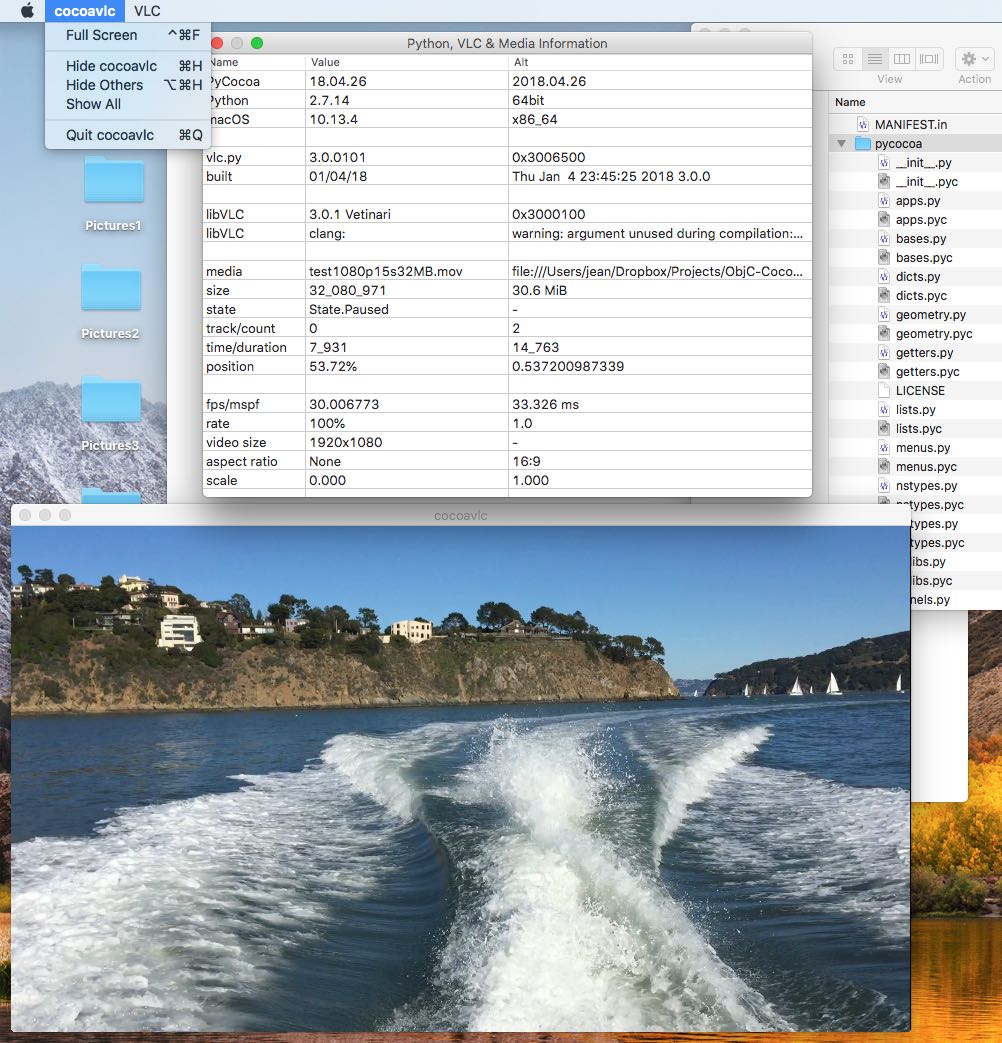 cocoavlc VLC
Full Screen ^⌘F
Hide cocoavlc ⌘H
Hide Others ⌥⌘H
Show All
Quit cocoavlc ⌘Q
Pictures1
Pictures2
Pictures3
Python, VLC & Media Information
Name Value Alt
PyCocoa 18.04.26 2018.04.26
Python 2.7.14 64bit
macOS 10.13.4 x86_64
vlc.py 3.0.0101 0x3006500
built 01/04/18 Thu Jan 4 23:45:25 2018 3.0.0
libVLC 3.0.1 Vetinari 0x3000100
libVLC clang: warning: argument unused during compilation:...
media test1080p15s32MB.mov file:///Users/jean/Dropbox/Projects/ObjC-Coco...
size 32_080_971 30.6 MiB
state State.Paused -
track/count 0 2
time/duration 7_931 14_763
position 53.72% 0.537200987339
fps/mspf 30.006773 33.326 ms
rate 100% 1.0
video size 1920x1080 -
aspect ratio None 16:9
scale 0.000 1.000
View Action
Name
MANIFEST.in
pycocoa
__init__.py
__init__.pyc
apps.py
apps.pyc
bases.py
bases.pyc
dicts.py
dicts.pyc
geometry.py
geometry.pyc
getters.py
getters.pyc
LICENSE
lists.py
lists.pyc
menus.py
menus.pyc
nstypes.py
nstypes.pyc
types.py
types.pyc
libs.py
libs.pyc
nels.py
cocoavlc